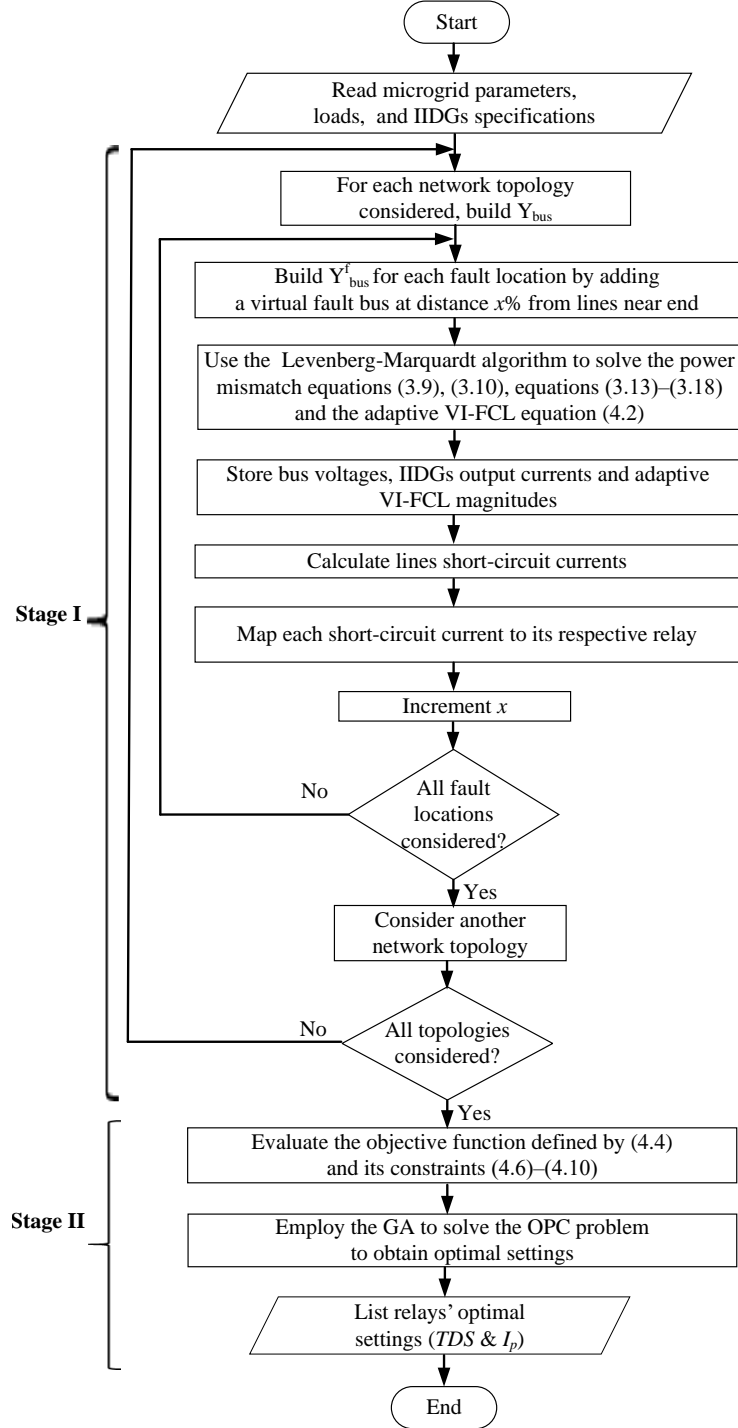 Start
Read microgrid parameters,
loads, and IIDGs specifications
For each network topology
considered, build Y_bus
Build Y^f_bus for each fault location by adding
a virtual fault bus at distance x% from lines near end
Use the Levenberg-Marquardt algorithm to solve the power
mismatch equations (3.9), (3.10), equations (3.13)–(3.18)
and the adaptive VI-FCL equation (4.2)
Store bus voltages, IIDGs output currents and adaptive
VI-FCL magnitudes
Calculate lines short-circuit currents
Stage I
Map each short-circuit current to its respective relay
Increment x
No
All fault
locations
considered?
Yes
Consider another
network topology
No
All topologies
considered?
Yes
Evaluate the objective function defined by (4.4)
and its constraints (4.6)–(4.10)
Stage II
Employ the GA to solve the OPC problem
to obtain optimal settings
List relays’ optimal
settings (TDS & I_p)
End